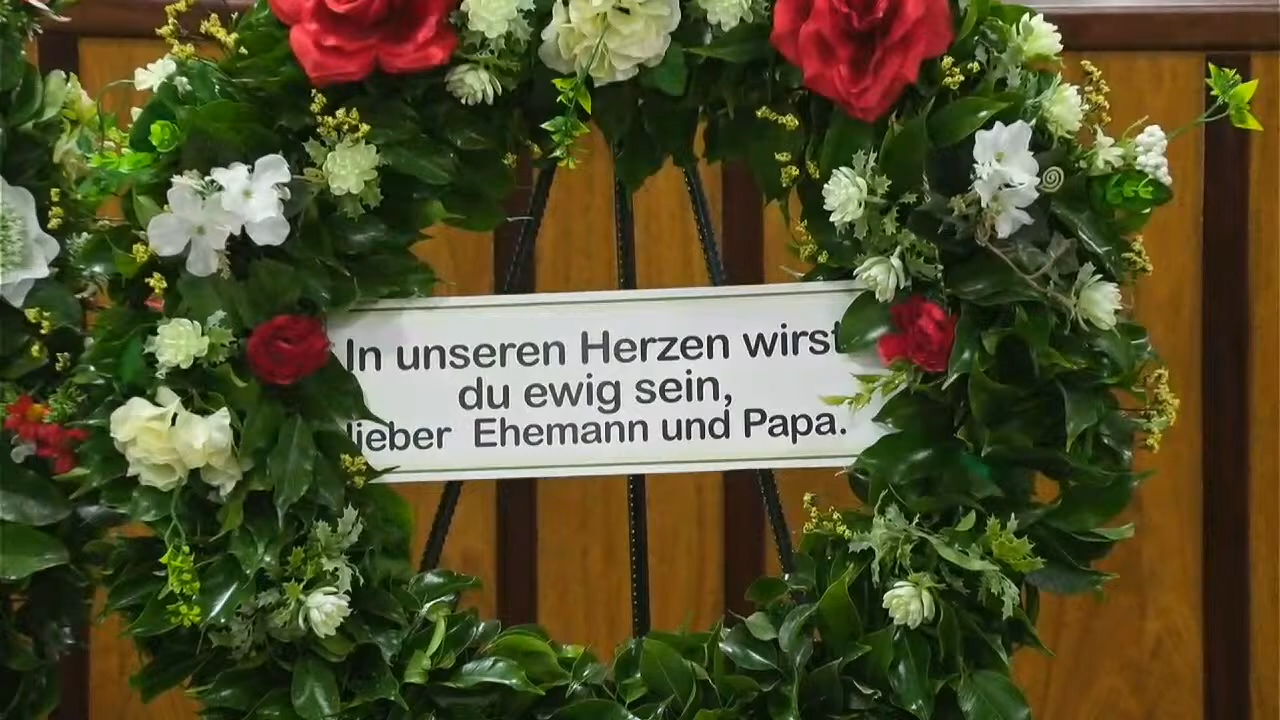 In unseren Herzen wirst
du ewig sein,
lieber Ehemann und Papa.